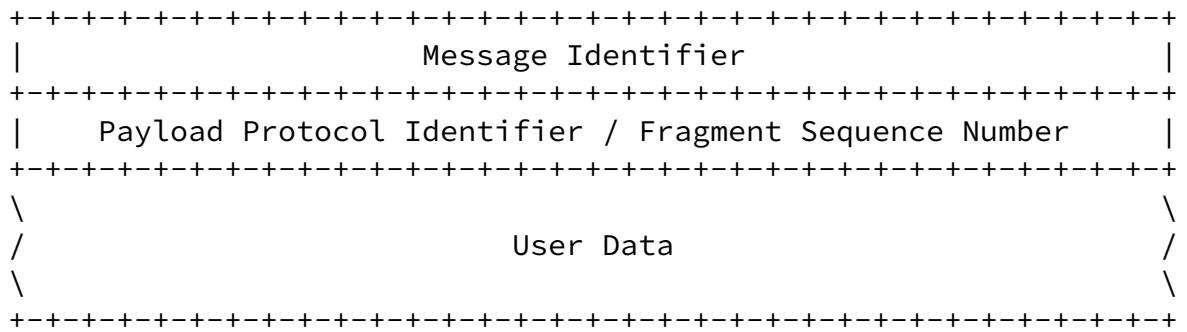 +-+-+-+-+-+-+-+-+-+-+-+-+-+-+-+-+-+-+-+-+-+-+-+-+-+-+-+-+-+-+-+-+
|                      Message Identifier                       |
+-+-+-+-+-+-+-+-+-+-+-+-+-+-+-+-+-+-+-+-+-+-+-+-+-+-+-+-+-+-+-+-+
|    Payload Protocol Identifier / Fragment Sequence Number     |
+-+-+-+-+-+-+-+-+-+-+-+-+-+-+-+-+-+-+-+-+-+-+-+-+-+-+-+-+-+-+-+-+
\                                                               \
/                           User Data                           /
\                                                               \
+-+-+-+-+-+-+-+-+-+-+-+-+-+-+-+-+-+-+-+-+-+-+-+-+-+-+-+-+-+-+-+-+